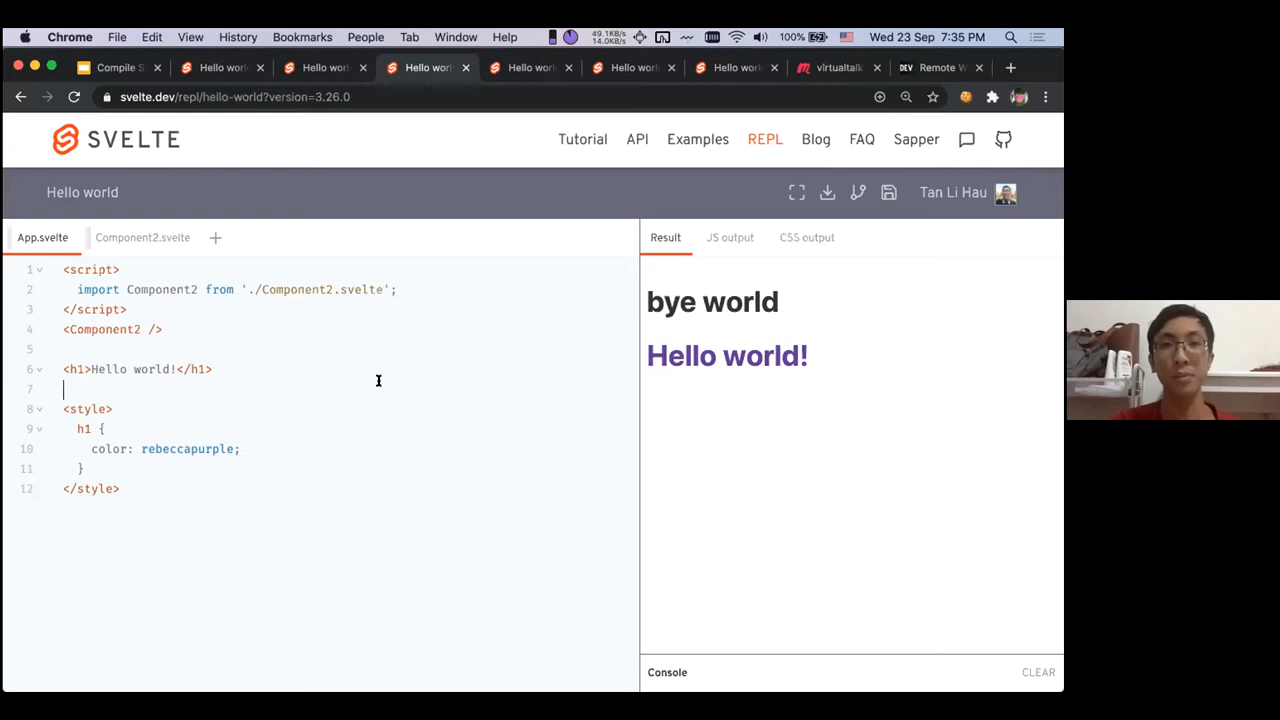 Chrome File Edit View History Bookmarks People Tab Window Help 49.1KB/s 14.0KB/s 100% Wed 23 Sep 7:35 PM
Compile S Hello worl Hello worl Hello worl Hello worl Hello worl Hello worl virtualtalk DEV Remote W
svelte.dev/repl/hello-world?version=3.26.0
SVELTE Tutorial API Examples REPL Blog FAQ Sapper
Hello world Tan Li Hau
App.svelte Component2.svelte Result JS output CSS output
1 <script>
2 import Component2 from './Component2.svelte';
3 </script>
4 <Component2 />
5
6 <h1>Hello world!</h1>
7
8 <style>
9 h1 {
10 color: rebeccapurple;
11 }
12 </style>
bye world
Hello world!
Console CLEAR